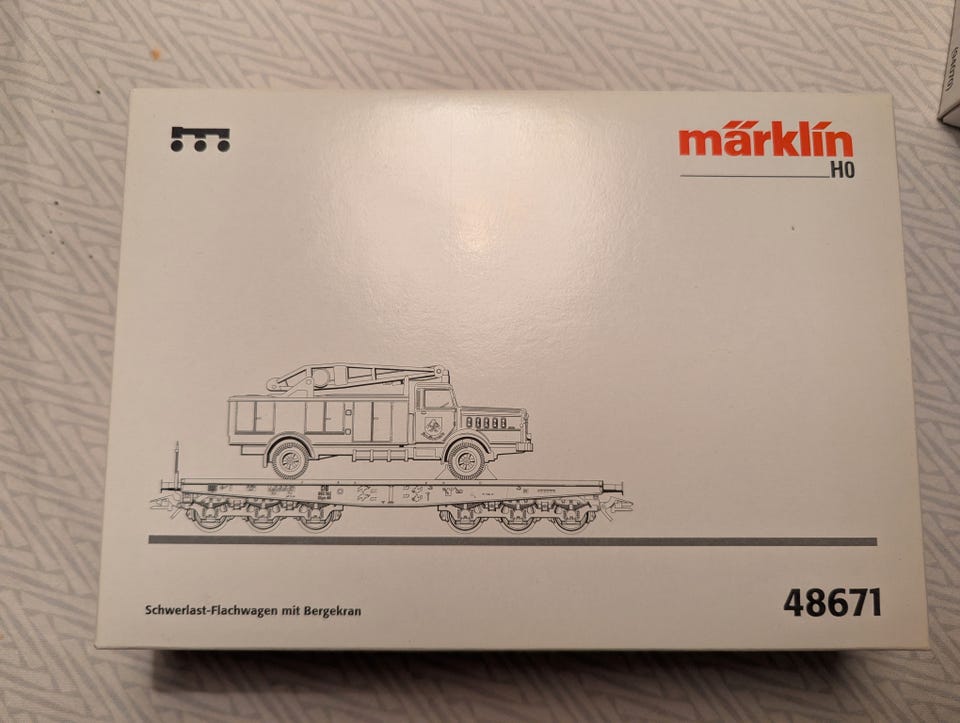 märklin
H0
Schwerlast-Flachwagen mit Bergekran
48671